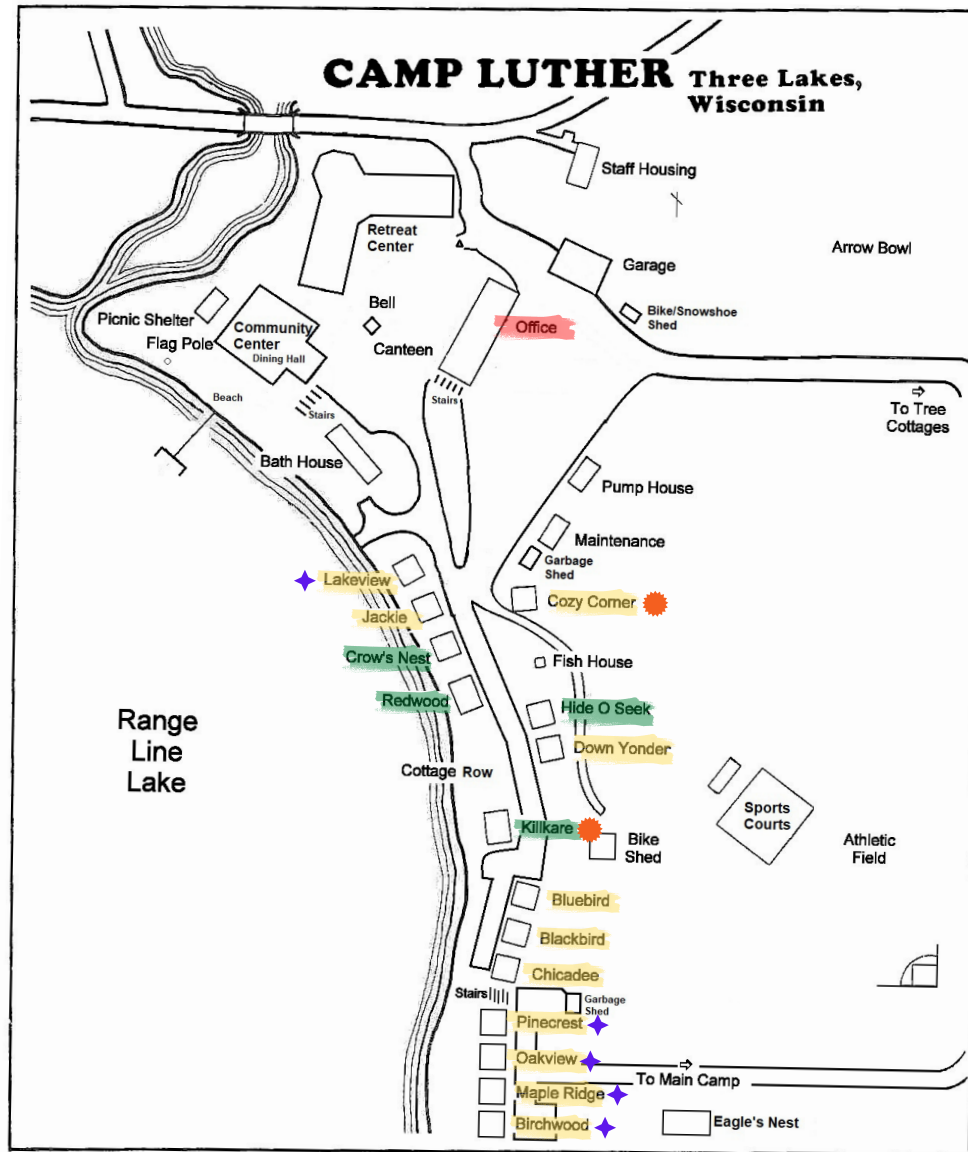 CAMP LUTHER Three Lakes,
Wisconsin
Staff Housing
Retreat
Center
Arrow Bowl
Garage
Bell
Bike/Snowshoe
Shed
Picnic Shelter
Community
Center
Office
Flag Pole
Canteen
Dining Hall
Beach
Stairs
Stairs
To Tree
Cottages
Bath House
Pump House
Maintenance
Garbage
Shed
Lakeview
Cozy Corner
Jackie
Crow's Nest
Fish House
Redwood
Hide O Seek
Range
Line
Lake
Down Yonder
Cottage Row
Sports
Courts
Killkare
Bike
Shed
Athletic
Field
Bluebird
Blackbird
Chicadee
Stairs
Garbage
Shed
Pinecrest
Oakview
To Main Camp
Maple Ridge
Birchwood
Eagle's Nest